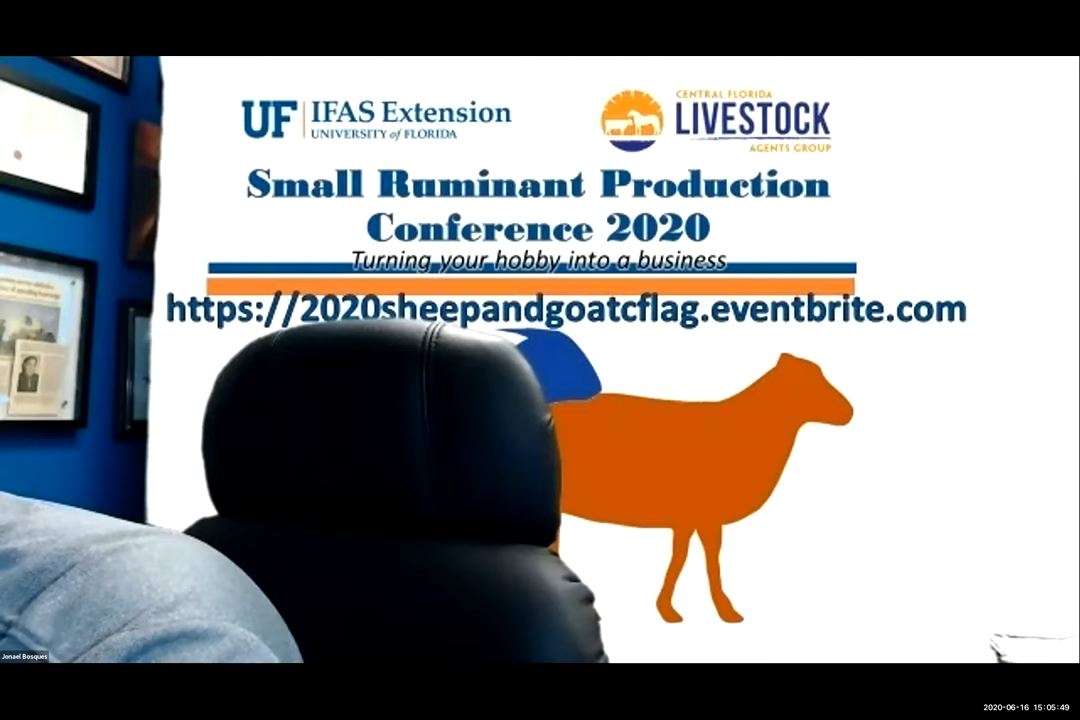 UF IFAS Extension
UNIVERSITY of FLORIDA
CENTRAL FLORIDA
LIVESTOCK
AGENTS GROUP
Small Ruminant Production
Conference 2020
Turning your hobby into a business
https://2020sheepandgoatcflag.eventbrite.com
Jonael Bosques
2020-06-16 15:05:49